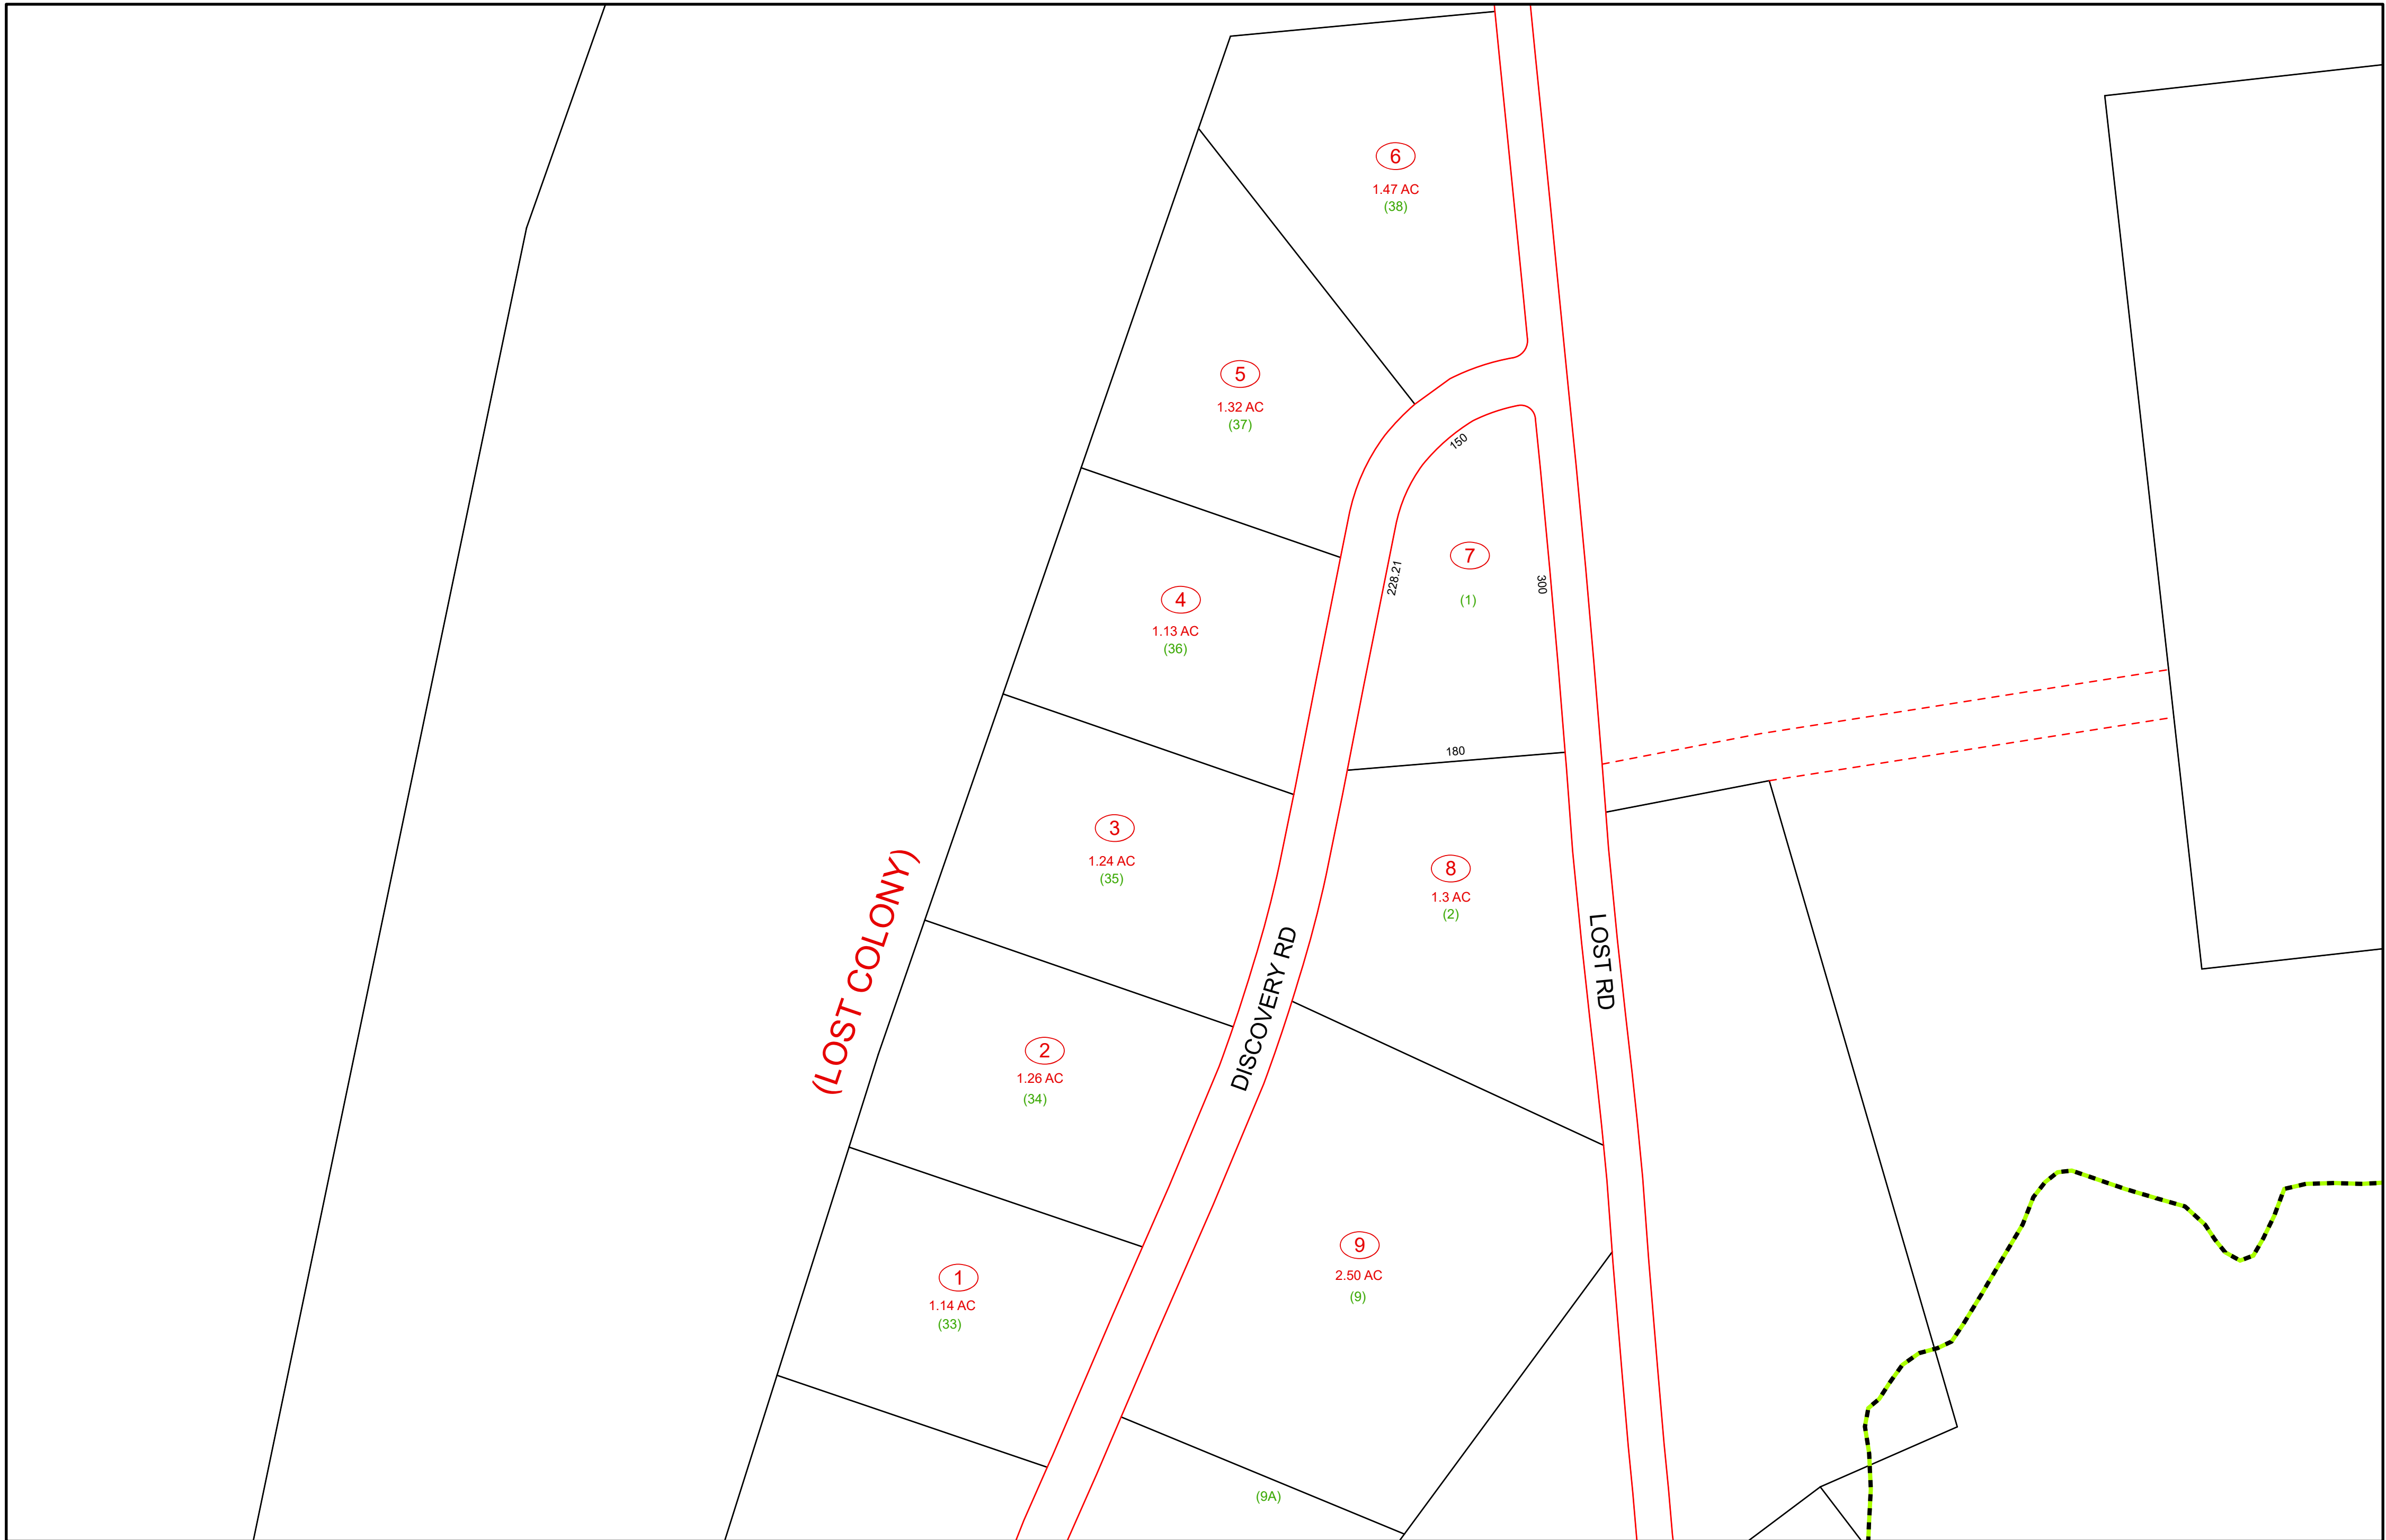 6
1.47 AC
(38)
5
1.32 AC
(37)
150
7
(1)
228.21
300
4
1.13 AC
(36)
180
3
1.24 AC
(35)
8
1.3 AC
(2)
(LOST COLONY)
DISCOVERY RD
LOST RD
2
1.26 AC
(34)
9
2.50 AC
(9)
1
1.14 AC
(33)
(9A)